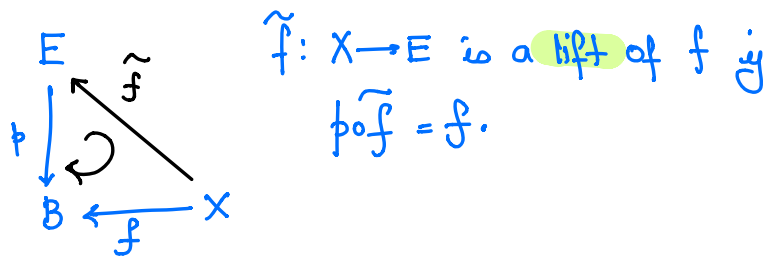 E
f̃
p
B
f
X
f̃ : X → E is a lift of f if
p∘f̃ = f.